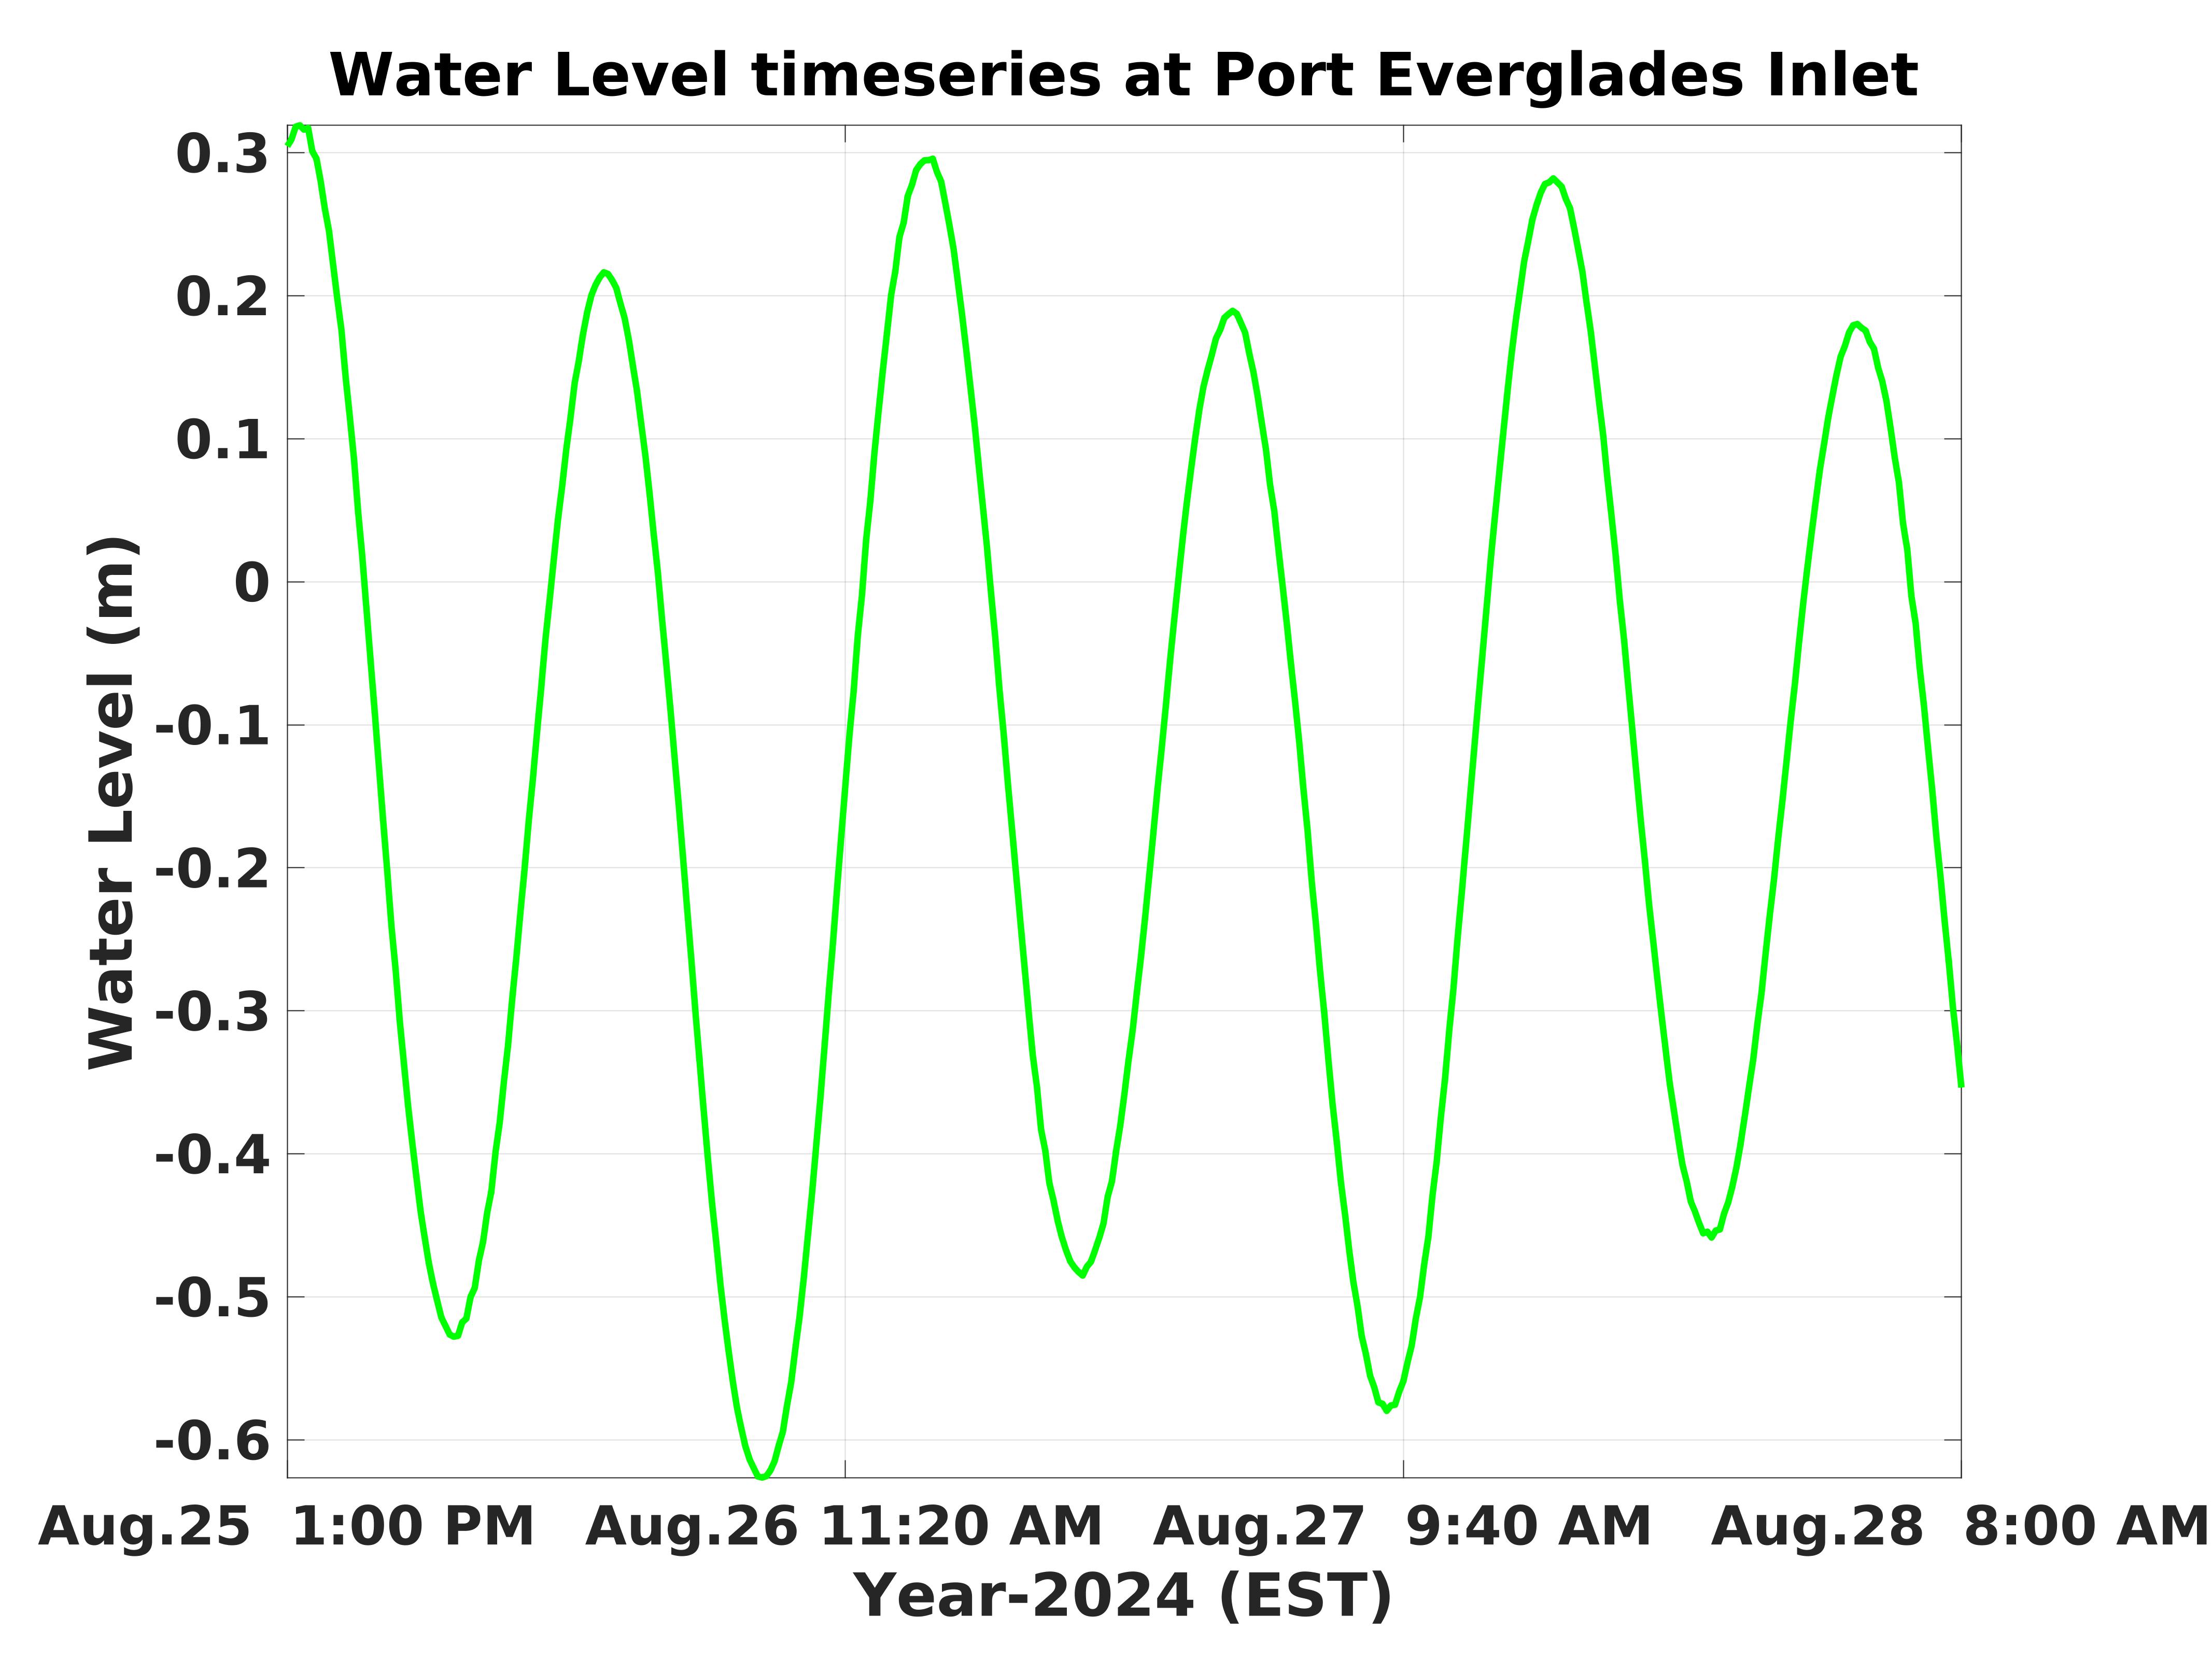 Water Level timeseries at Port Everglades Inlet
Water Level (m)
0.3
0.2
0.1
0
-0.1
-0.2
-0.3
-0.4
-0.5
-0.6
Aug.25 1:00 PM Aug.26 11:20 AM Aug.27 9:40 AM Aug.28 8:00 AM
Year-2024 (EST)